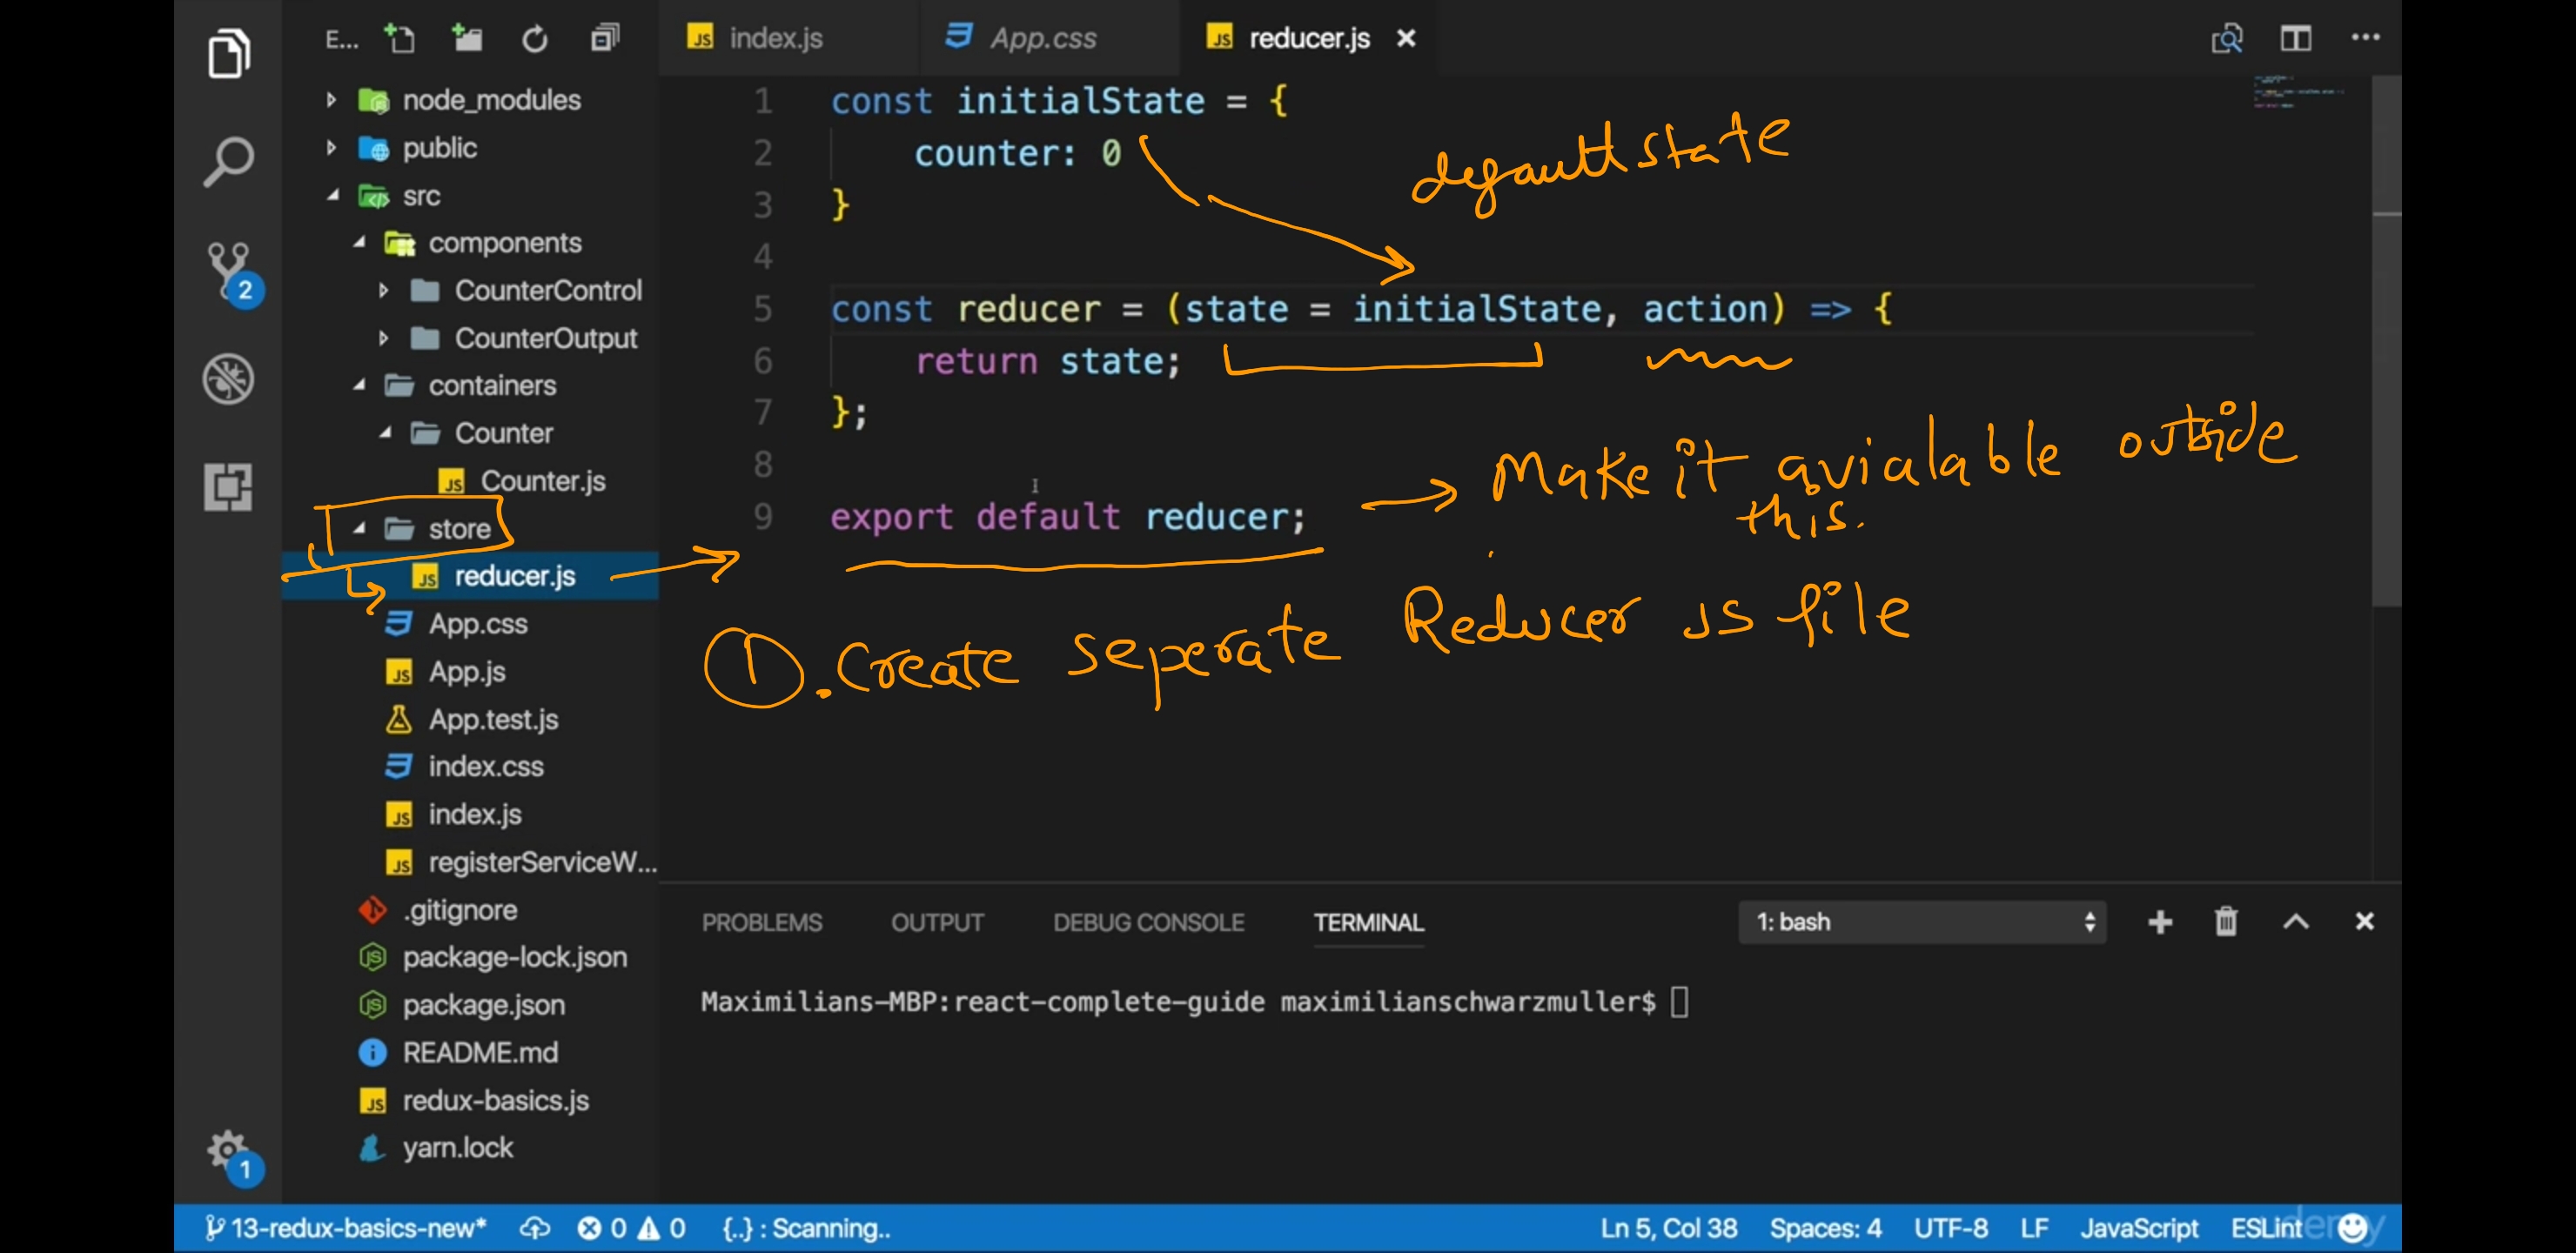 E...
index.js
App.css
reducer.js
node_modules
public
src
components
CounterControl
CounterOutput
containers
Counter
Counter.js
store
reducer.js
App.css
App.js
App.test.js
index.css
index.js
registerServiceW...
.gitignore
package-lock.json
package.json
README.md
redux-basics.js
yarn.lock
2
1
1 const initialState = {
2 counter: 0
3 }
4
5 const reducer = (state = initialState, action) => {
6 return state;
7 };
8
9 export default reducer;
default state
Make it avialable outside
this.
① . Create seperate Reducer JS file
PROBLEMS OUTPUT DEBUG CONSOLE TERMINAL 1: bash
Maximilians-MBP:react-complete-guide maximilianschwarzmuller$
13-redux-basics-new* 0 0 {..} : Scanning.. Ln 5, Col 38 Spaces: 4 UTF-8 LF JavaScript ESLint
udemy